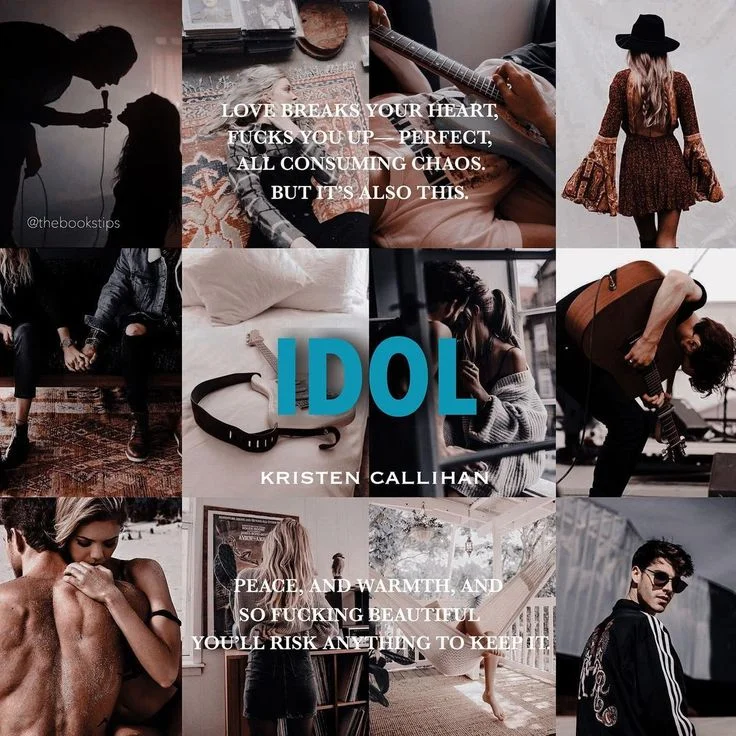 LOVE BREAKS YOUR HEART,
FUCKS YOU UP— PERFECT,
ALL CONSUMING CHAOS.
BUT IT'S ALSO THIS.
@thebookstips
IDOL
KRISTEN CALLIHAN
PEACE, AND WARMTH, AND
SO FUCKING BEAUTIFUL
YOU'LL RISK ANYTHING TO KEEP IT.